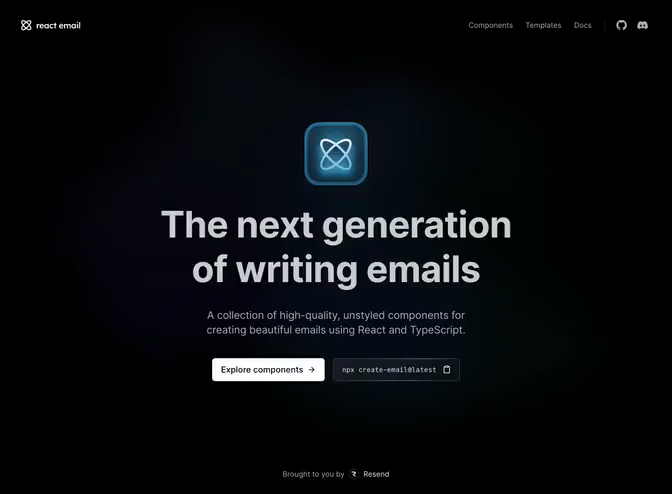 react email
Components
Templates
Docs
The next generation
of writing emails
A collection of high-quality, unstyled components for
creating beautiful emails using React and TypeScript.
Explore components →
npx create-email@latest
Brought to you by Resend